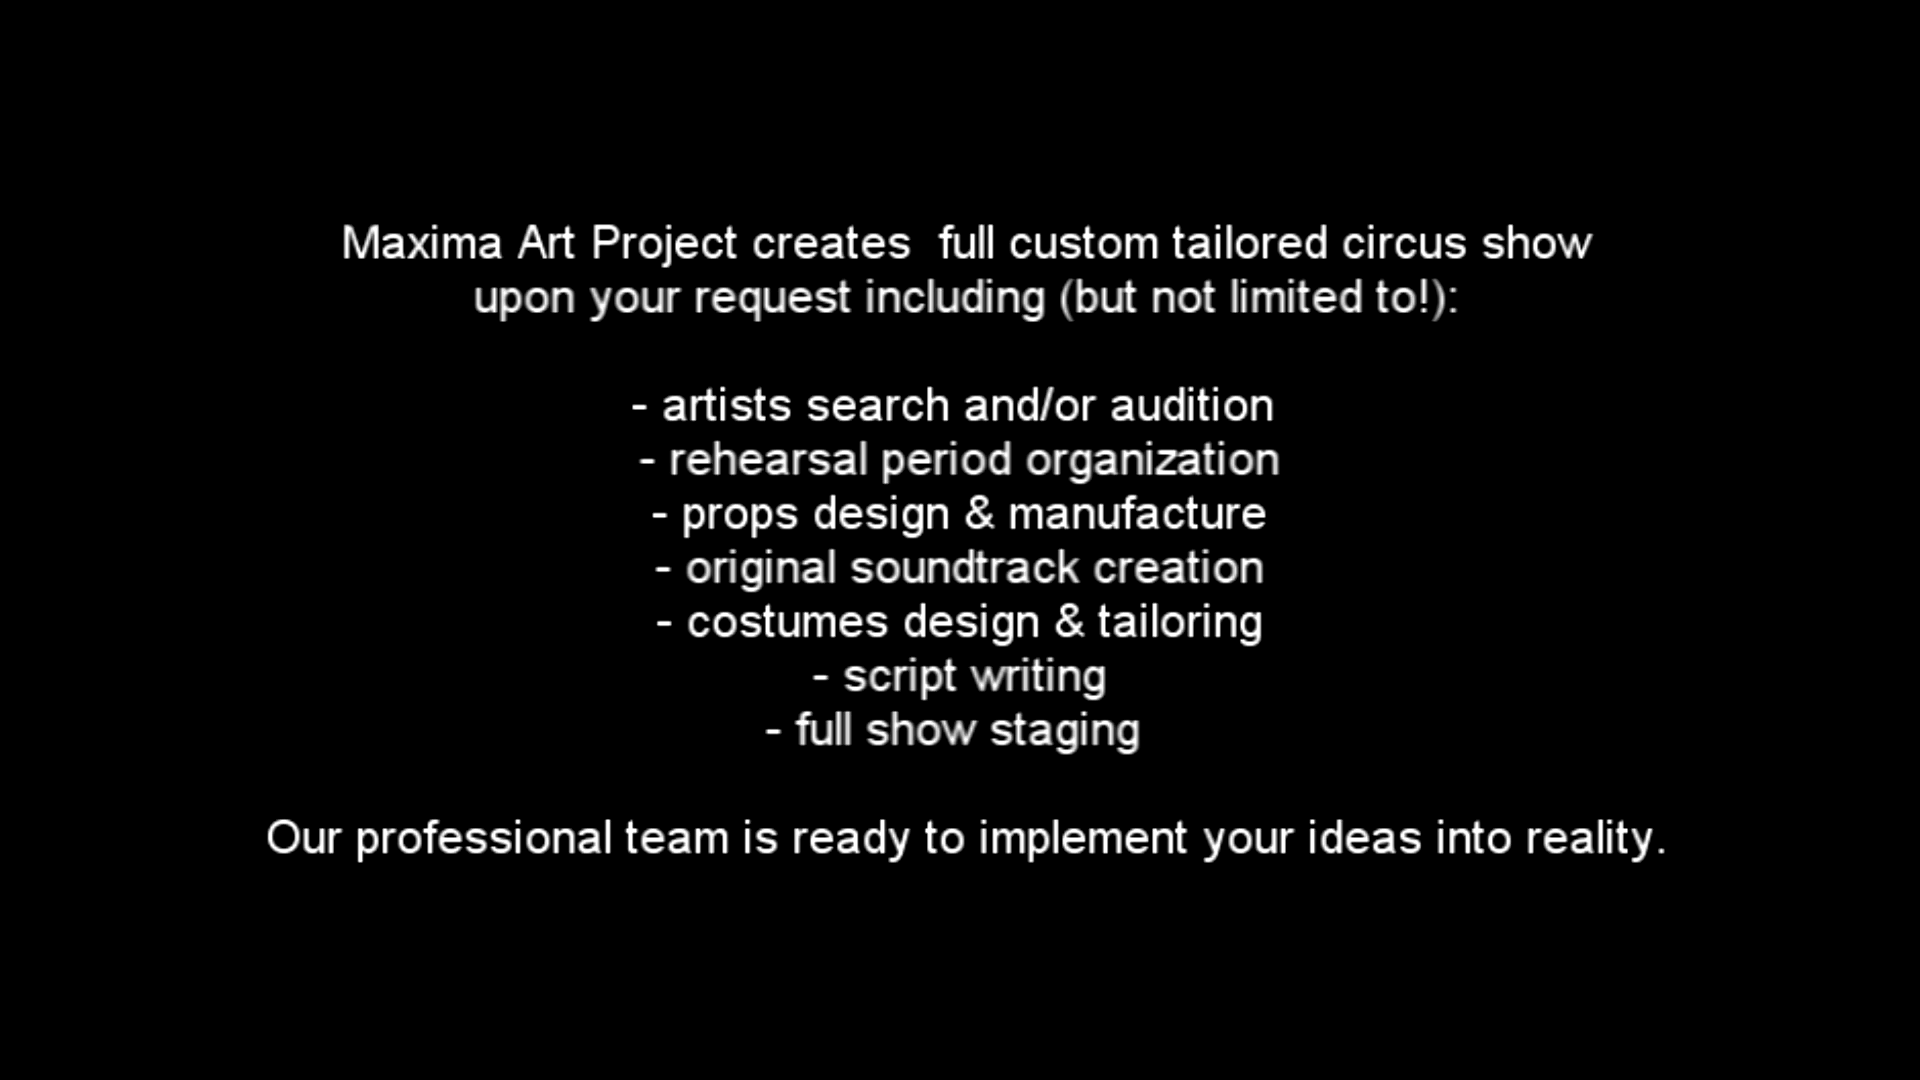 Maxima Art Project creates  full custom tailored circus show
upon your request including (but not limited to!):
- artists search and/or audition
- rehearsal period organization
- props design & manufacture
- original soundtrack creation
- costumes design & tailoring
- script writing
- full show staging
Our professional team is ready to implement your ideas into reality.